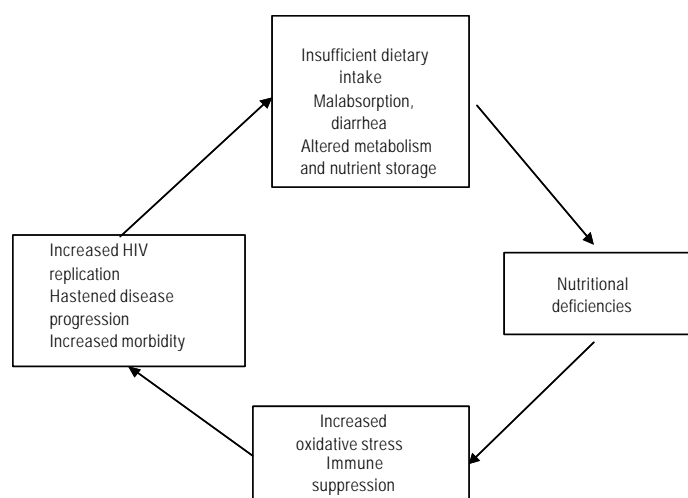 Insufficient dietary
intake
Malabsorption,
diarrhea
Altered metabolism
and nutrient storage
Nutritional
deficiencies
Increased
oxidative stress
Immune
suppression
Increased HIV
replication
Hastened disease
progression
Increased morbidity